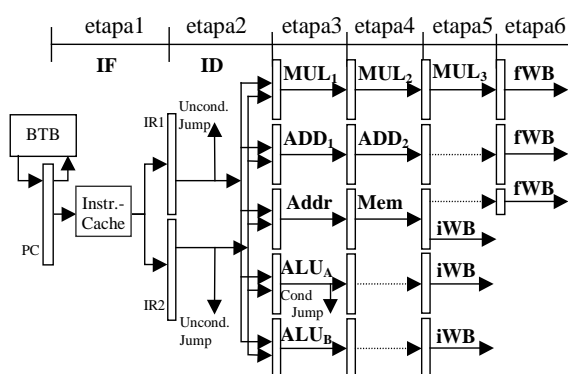 etapa1 etapa2 etapa3 etapa4 etapa5 etapa6
IF ID
MUL1 MUL2 MUL3 fWB
Uncond.
Jump
BTB
IR1
ADD1 ADD2 fWB
fWB
Instr.-
Cache
Addr Mem
iWB
PC
ALUA iWB
Cond
Jump
IR2
Uncond.
Jump
ALUB iWB